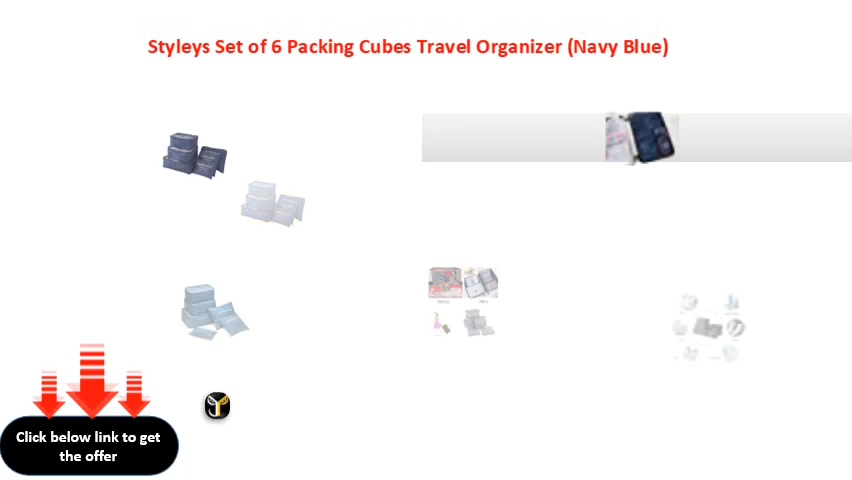 Styleys Set of 6 Packing Cubes Travel Organizer (Navy Blue)
Click below link to get
the offer